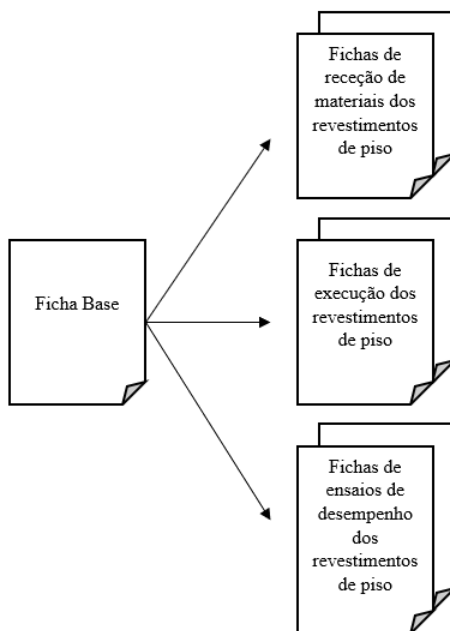 Fichas de
receção de
materiais dos
revestimentos
de piso
Ficha Base
Fichas de
execução dos
revestimentos
de piso
Fichas de
ensaios de
desempenho
dos
revestimentos
de piso